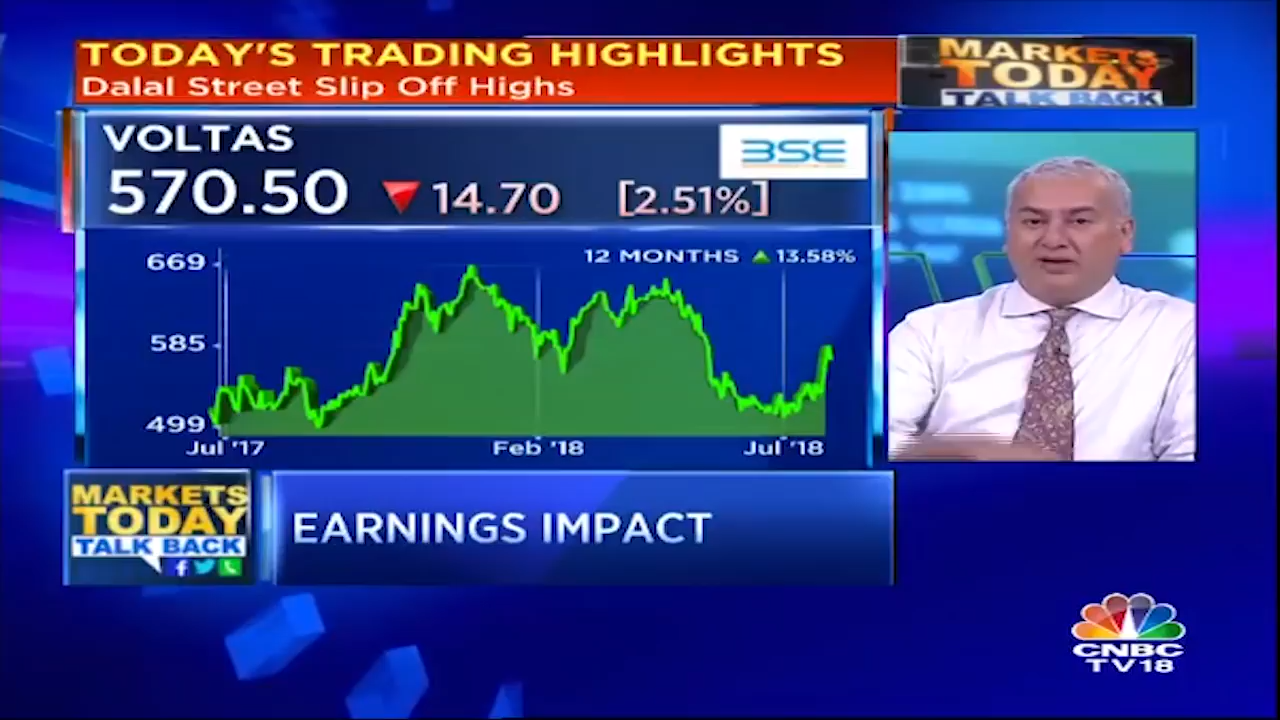 TODAY'S TRADING HIGHLIGHTS
Dalal Street Slip Off Highs
MARKETS
TODAY
TALK BACK
VOLTAS
BSE
570.50 ▼ 14.70 [2.51%]
12 MONTHS ▲ 13.58%
669
585
499
Jul '17 Feb '18 Jul '18
MARKETS
TODAY
TALK BACK
EARNINGS IMPACT
CNBC
TV18